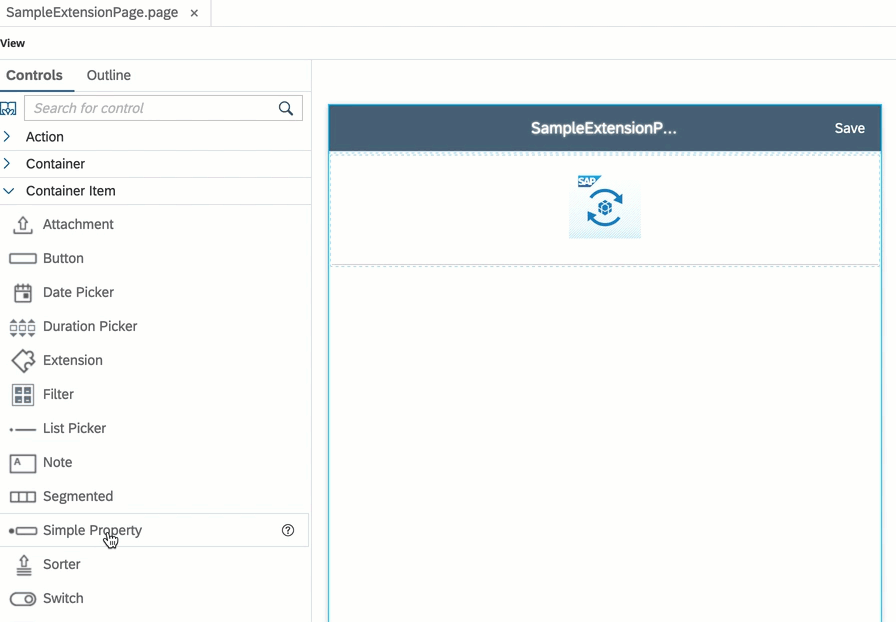 SampleExtensionPage.page ×
View
Controls Outline
Search for control
Action
Container
Container Item
Attachment
Button
Date Picker
Duration Picker
Extension
Filter
List Picker
A Note
Segmented
Simple Property ?
Sorter
Switch
SampleExtensionP... Save
SAP